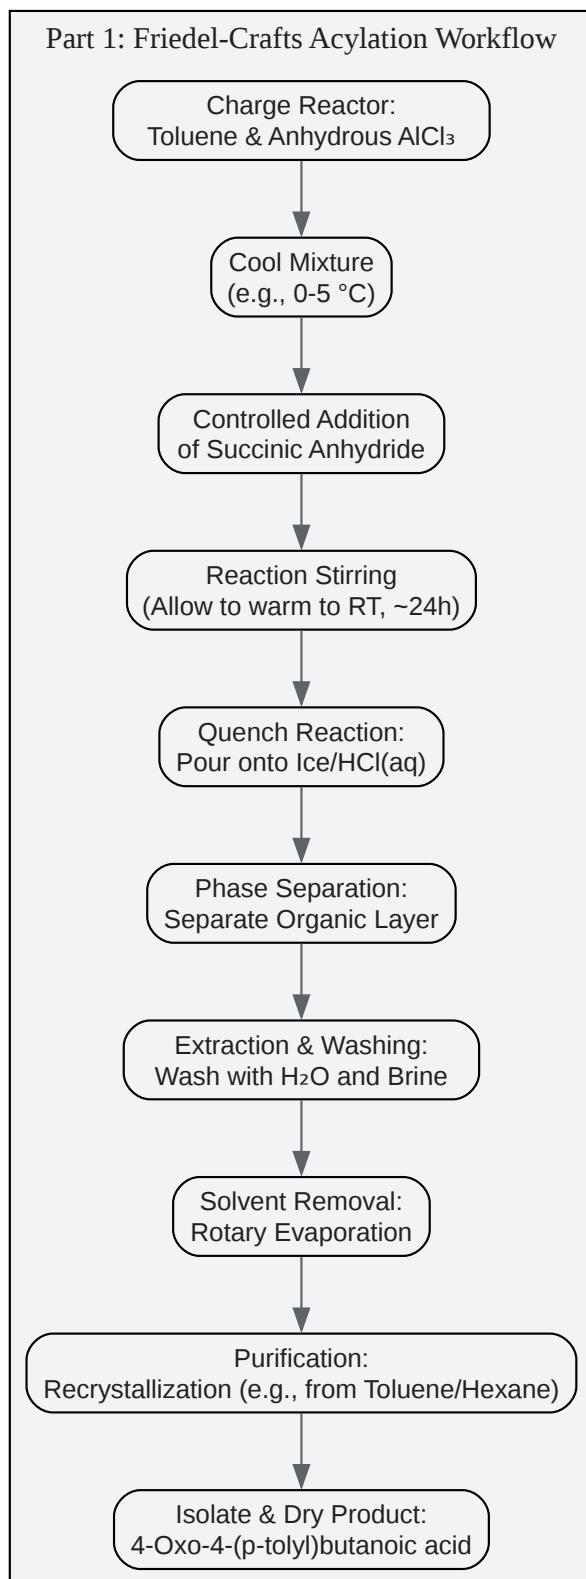 Part 1: Friedel-Crafts Acylation Workflow
Charge Reactor:
Toluene & Anhydrous AlCl₃
Cool Mixture
(e.g., 0-5 °C)
Controlled Addition
of Succinic Anhydride
Reaction Stirring
(Allow to warm to RT, ~24h)
Quench Reaction:
Pour onto Ice/HCl(aq)
Phase Separation:
Separate Organic Layer
Extraction & Washing:
Wash with H₂O and Brine
Solvent Removal:
Rotary Evaporation
Purification:
Recrystallization (e.g., from Toluene/Hexane)
Isolate & Dry Product:
4-Oxo-4-(p-tolyl)butanoic acid